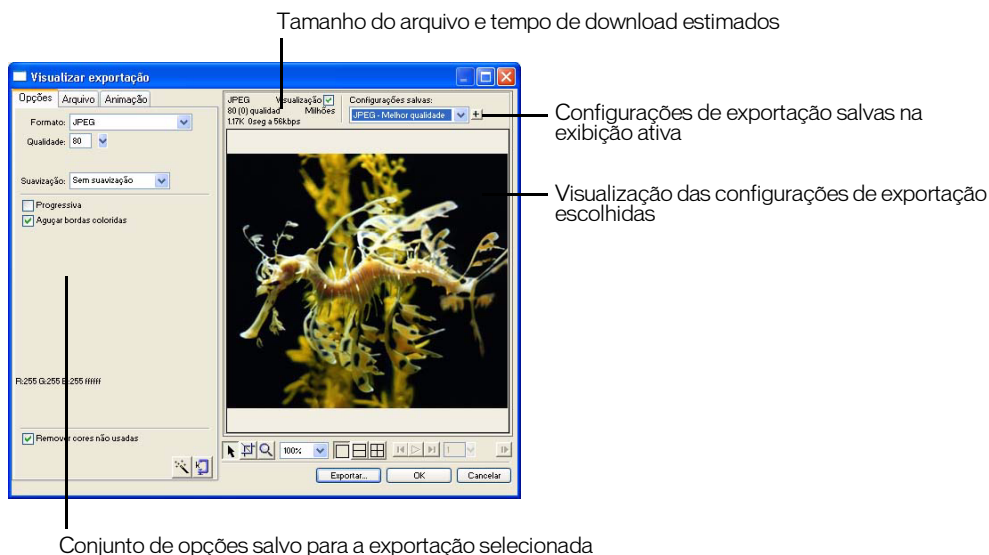 Tamanho do arquivo e tempo de download estimados
Visualizar exportação
Opções Arquivo Animação
Formato: JPEG
Qualidade: 80
Suavização: Sem suavização
Progressiva
Aguçar bordas coloridas
R:255 G:255 B:255 ffffff
Remover cores não usadas
JPEG Visualização
80 (0) qualidad Milhões
1.17K 0seg a 56kbps
Configurações salvas:
JPEG - Melhor qualidade
Configurações de exportação salvas na
exibição ativa
Visualização das configurações de exportação
escolhidas
100%
1
Exportar... OK Cancelar
Conjunto de opções salvo para a exportação selecionada